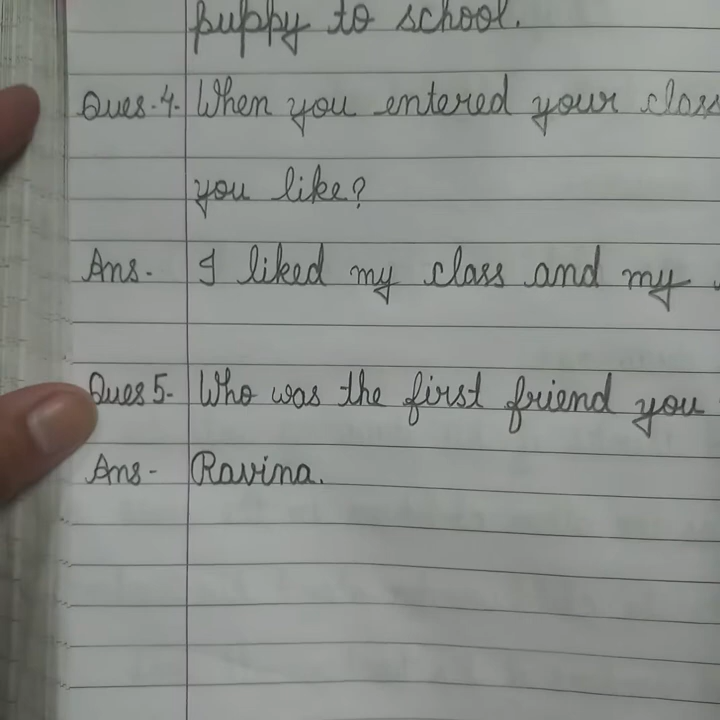 puppy to school.
Ques.4. When you entered your class
you like?
Ans. I liked my class and my
Ques 5. Who was the first friend you
Ans - Ravina.